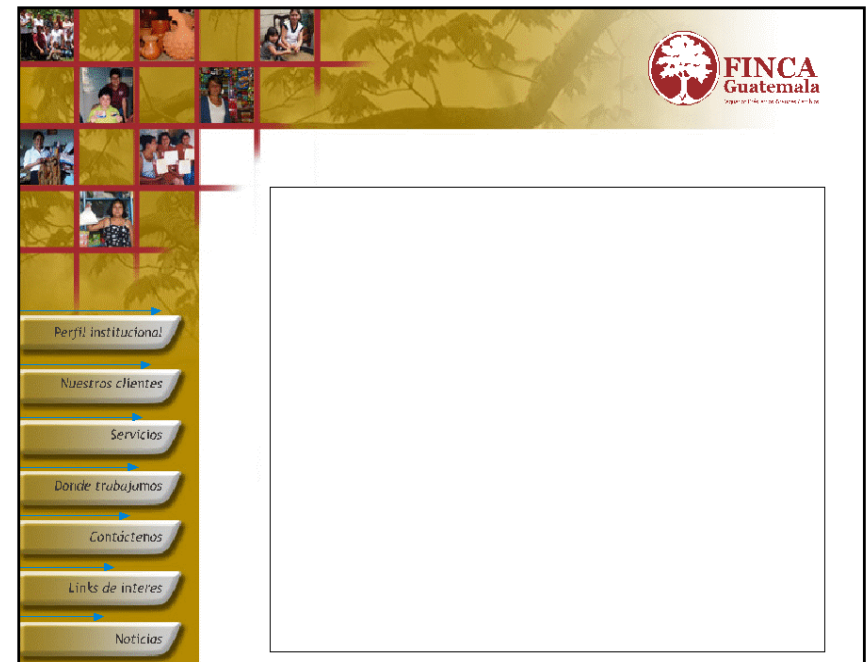 FINCA
Guatemala
Perfil institucional
Nuestros clientes
Servicios
Donde trabajamos
Contáctenos
Links de interes
Noticias